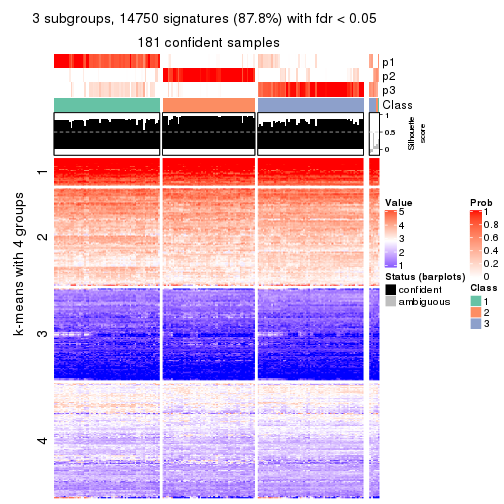 3 subgroups, 14750 signatures (87.8%) with fdr < 0.05
181 confident samples
p1
p2
p3
Class
1
0.5
0
Silhouette
score
k-means with 4 groups
1
2
3
4
Value
5
4
3
2
1
Status (barplots)
confident
ambiguous
Prob
1
0.8
0.6
0.4
0.2
0
Class
1
2
3